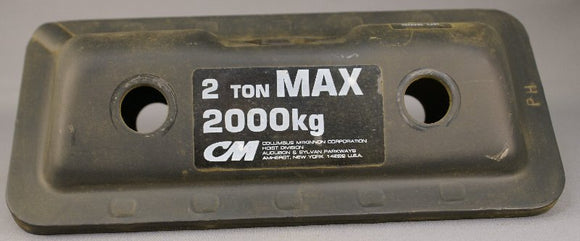 2 TON MAX
2000kg
CM
COLUMBUS McKINNON CORPORATION
HOIST DIVISION
AUDUBON & SYLVAN PARKWAYS
AMHERST, NEW YORK 14228 U.S.A.
PH